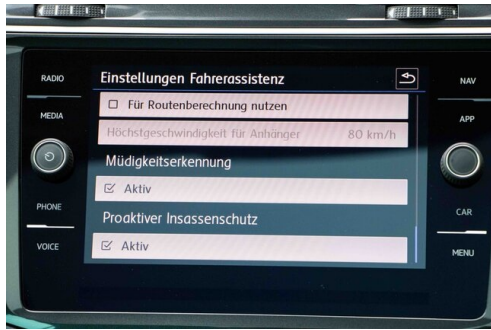 RADIO
MEDIA
PHONE
VOICE
Einstellungen Fahrerassistenz
Für Routenberechnung nutzen
Höchstgeschwindigkeit für Anhänger 80 km/h
Müdigkeitserkennung
Aktiv
Proaktiver Insassenschutz
Aktiv
NAV
APP
CAR
MENU